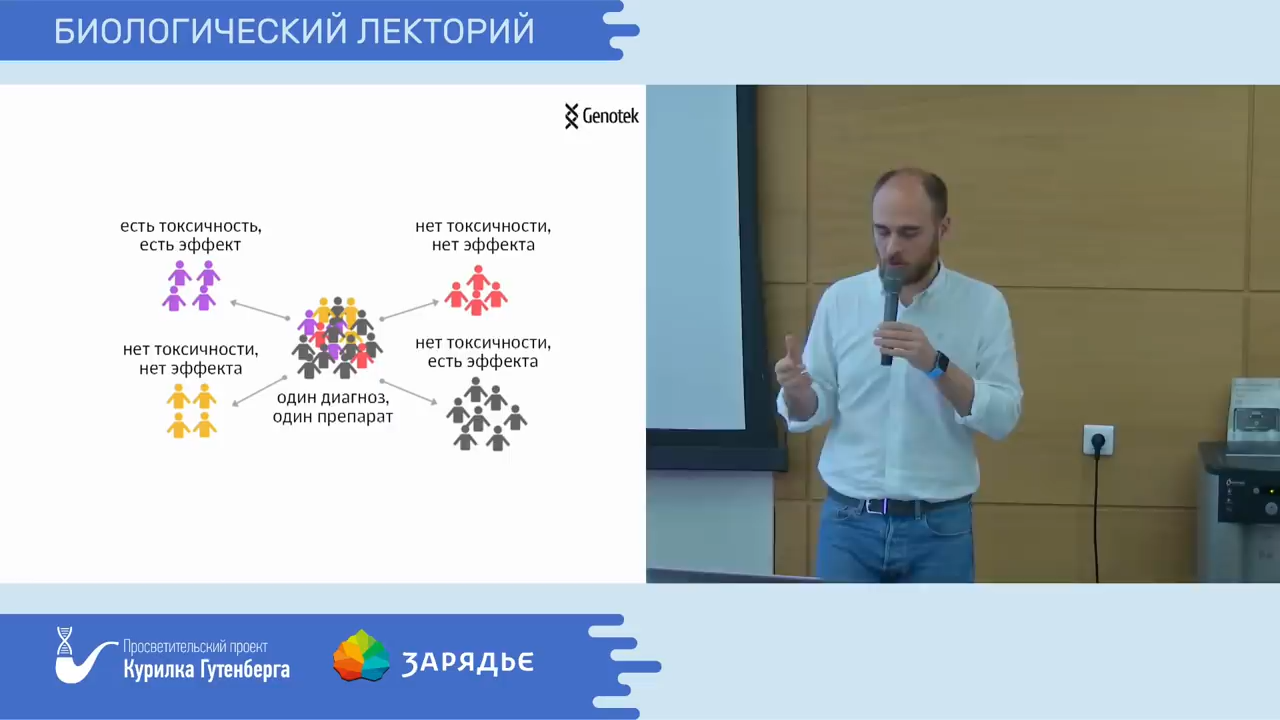 БИОЛОГИЧЕСКИЙ ЛЕКТОРИЙ
Genotek
есть токсичность,
есть эффект
нет токсичности,
нет эффекта
нет токсичности,
нет эффекта
нет токсичности,
есть эффекта
один диагноз,
один препарат
Просветительский проект
Курилка Гутенберга
ЗАРЯДЬЕ